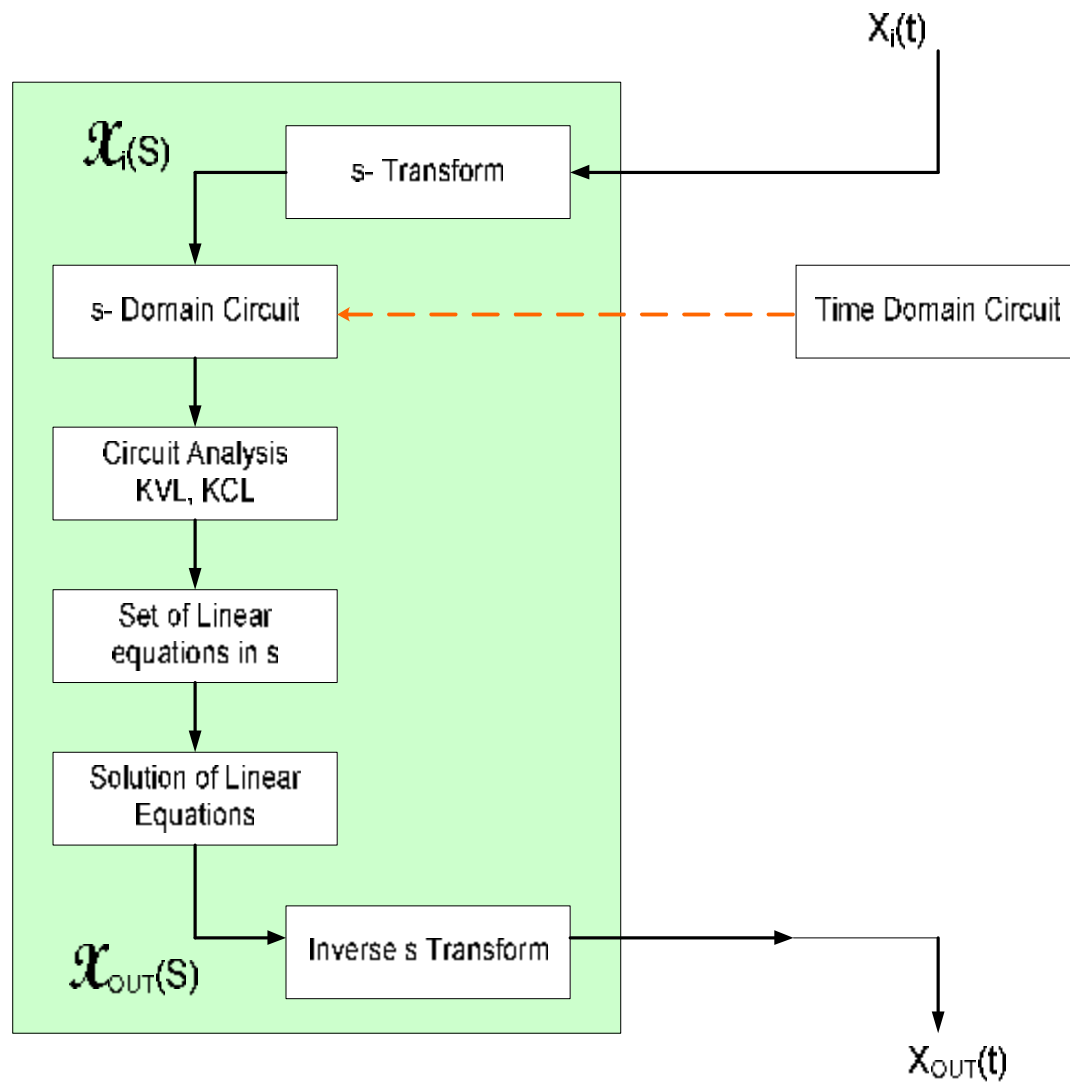 Xi(t)
𝒳i(S)
s- Transform
s- Domain Circuit
Time Domain Circuit
Circuit Analysis
KVL, KCL
Set of Linear
equations in s
Solution of Linear
Equations
Inverse s Transform
𝒳OUT(S)
XOUT(t)